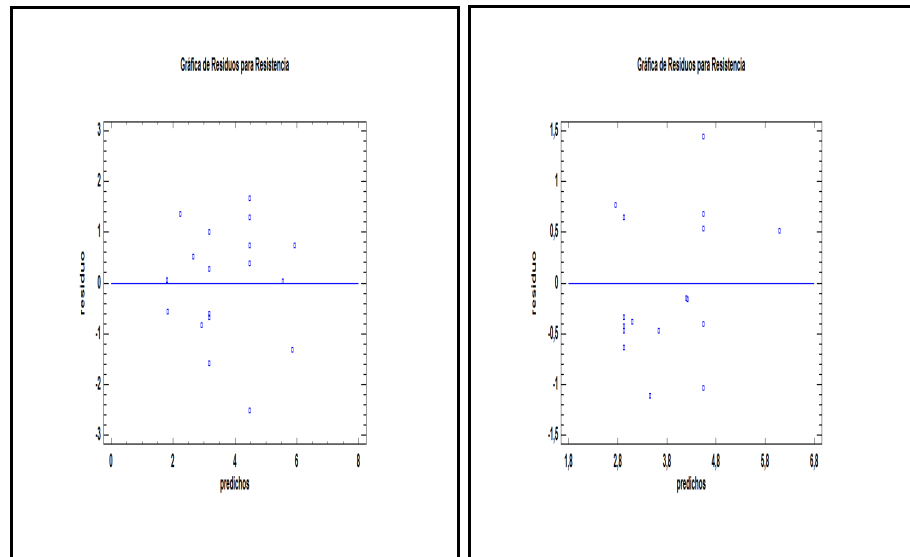 Gráfica de Residuos para Resistencia
residuo
3
2
1
0
-1
-2
-3
0 2 4 6 8
predichos
Gráfica de Residuos para Resistencia
residuo
1,5
1
0,5
0
-0,5
-1
-1,5
1,8 2,8 3,8 4,8 5,8 6,8
predichos